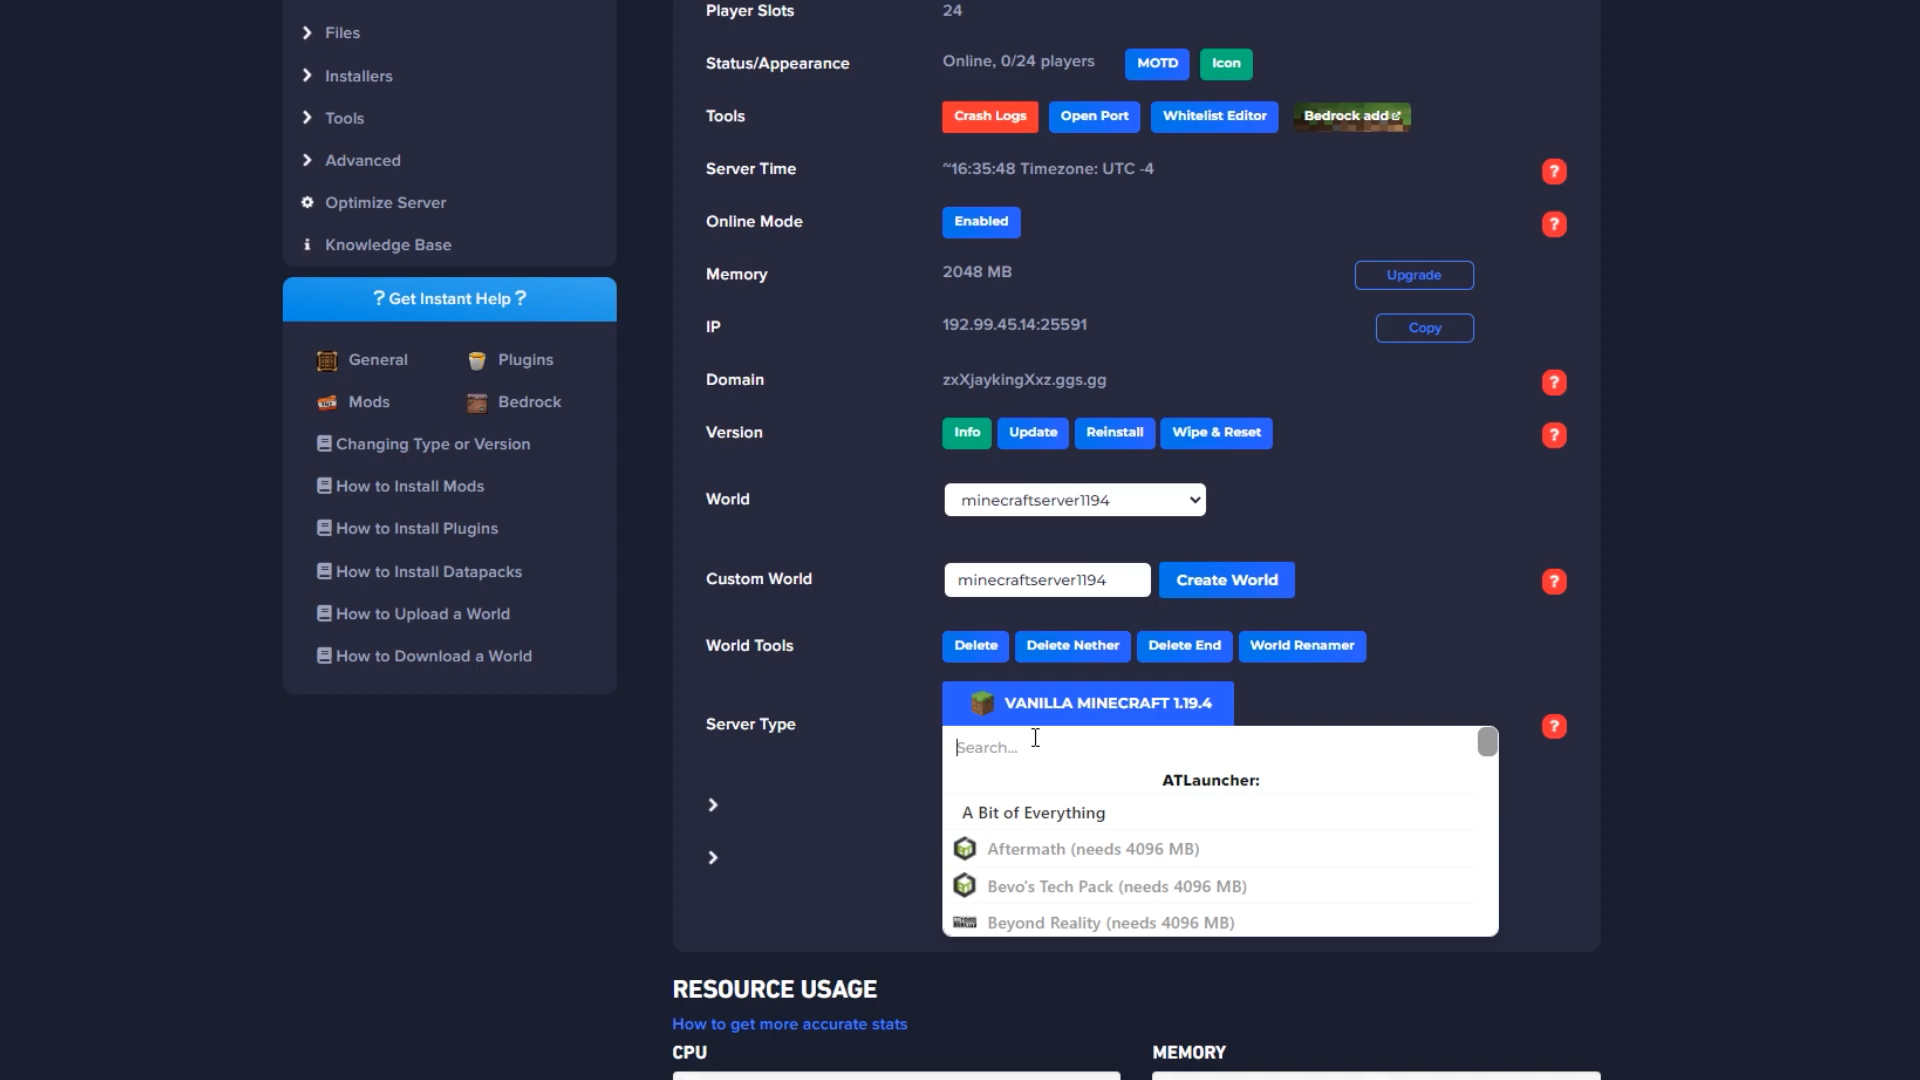 Files
Installers
Tools
Advanced
Optimize Server
Knowledge Base
? Get Instant Help ?
General
Plugins
Mods
Bedrock
Changing Type or Version
How to Install Mods
How to Install Plugins
How to Install Datapacks
How to Upload a World
How to Download a World
Player Slots 24
Status/Appearance Online, 0/24 players MOTD Icon
Tools Crash Logs Open Port Whitelist Editor Bedrock add
Server Time ~16:35:48 Timezone: UTC -4 ?
Online Mode Enabled ?
Memory 2048 MB Upgrade
IP 192.99.45.14:25591 Copy
Domain zxXjaykingXxz.ggs.gg ?
Version Info Update Reinstall Wipe & Reset ?
World minecraftserver1194
Custom World minecraftserver1194 Create World ?
World Tools Delete Delete Nether Delete End World Renamer
VANILLA MINECRAFT 1.19.4
Server Type ?
Search...
ATLauncher:
A Bit of Everything
Aftermath (needs 4096 MB)
Bevo's Tech Pack (needs 4096 MB)
Beyond Reality (needs 4096 MB)
RESOURCE USAGE
How to get more accurate stats
CPU MEMORY